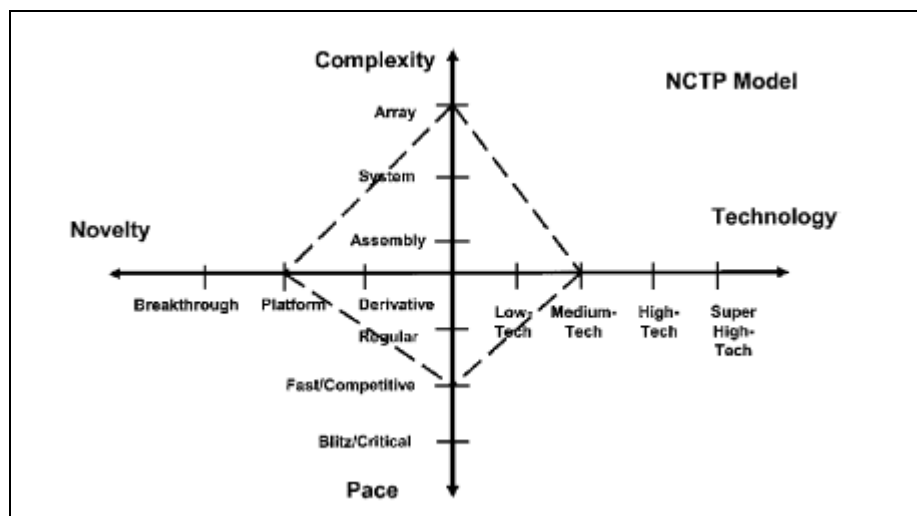 Complexity
NCTP Model
Array
System
Novelty
Technology
Assembly
Breakthrough
Platform
Derivative
Low-
Tech
Medium-
Tech
High-
Tech
Super
High-
Tech
Regular
Fast/Competitive
Blitz/Critical
Pace